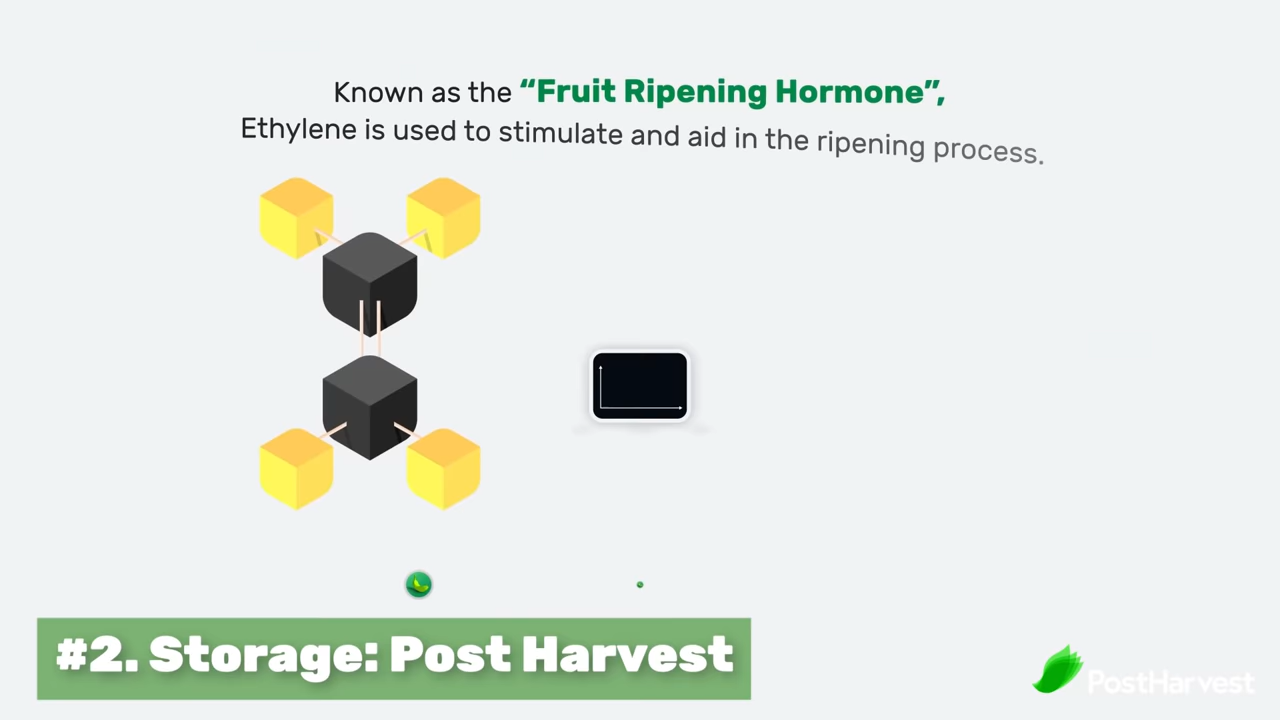 Known as the “Fruit Ripening Hormone”,
Ethylene is used to stimulate and aid in the ripening process.
#2. Storage: Post Harvest
PostHarvest